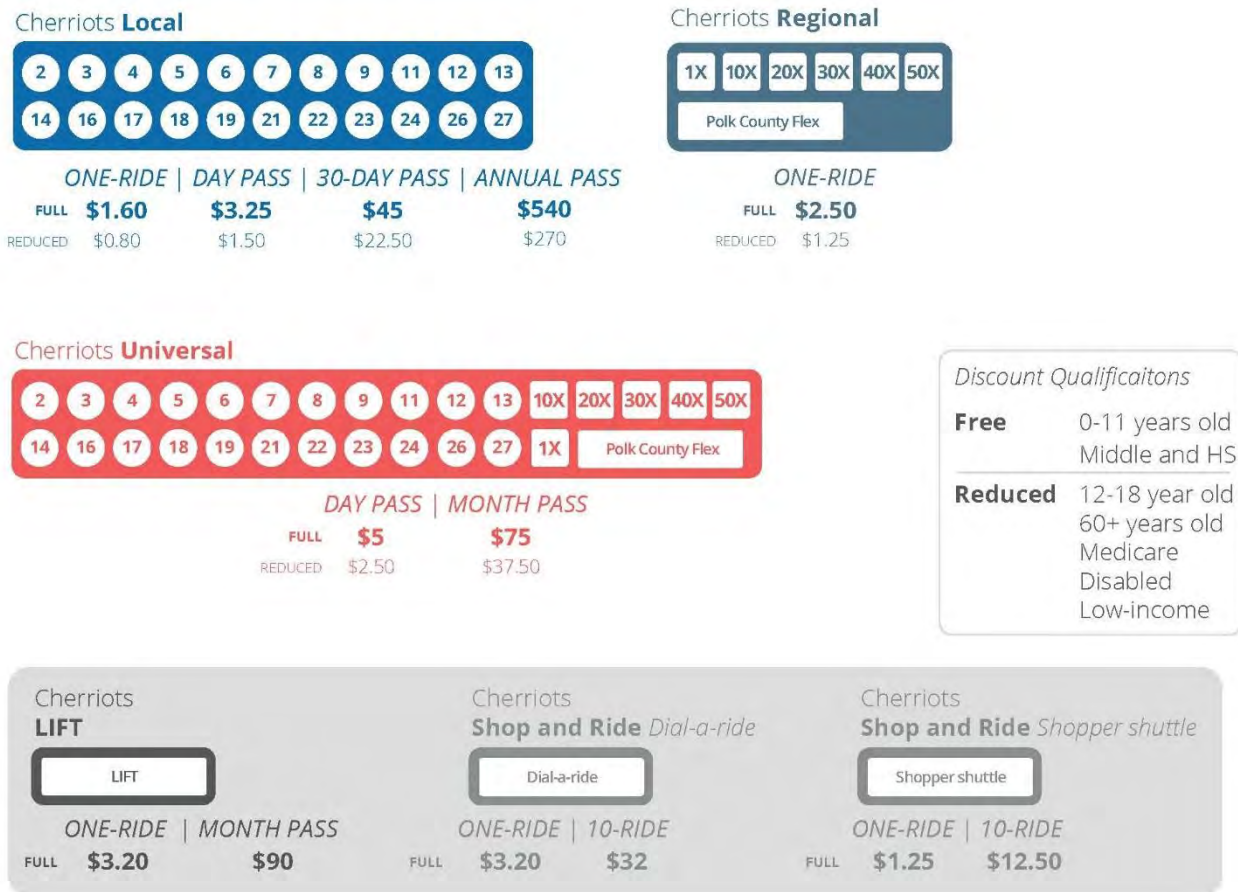 Cherriots Local
2 3 4 5 6 7 8 9 11 12 13
14 16 17 18 19 21 22 23 24 26 27
ONE-RIDE | DAY PASS | 30-DAY PASS | ANNUAL PASS
FULL $1.60 $3.25 $45 $540
REDUCED $0.80 $1.50 $22.50 $270
Cherriots Regional
1X 10X 20X 30X 40X 50X
Polk County Flex
ONE-RIDE
FULL $2.50
REDUCED $1.25
Cherriots Universal
2 3 4 5 6 7 8 9 11 12 13 10X 20X 30X 40X 50X
14 16 17 18 19 21 22 23 24 26 27 1X Polk County Flex
DAY PASS | MONTH PASS
FULL $5 $75
REDUCED $2.50 $37.50
Discount Qualificaitons
Free 0-11 years old
Middle and HS
Reduced 12-18 year old
60+ years old
Medicare
Disabled
Low-income
Cherriots
LIFT
LIFT
ONE-RIDE | MONTH PASS
FULL $3.20 $90
Cherriots
Shop and Ride Dial-a-ride
Dial-a-ride
ONE-RIDE | 10-RIDE
FULL $3.20 $32
Cherriots
Shop and Ride Shopper shuttle
Shopper shuttle
ONE-RIDE | 10-RIDE
FULL $1.25 $12.50